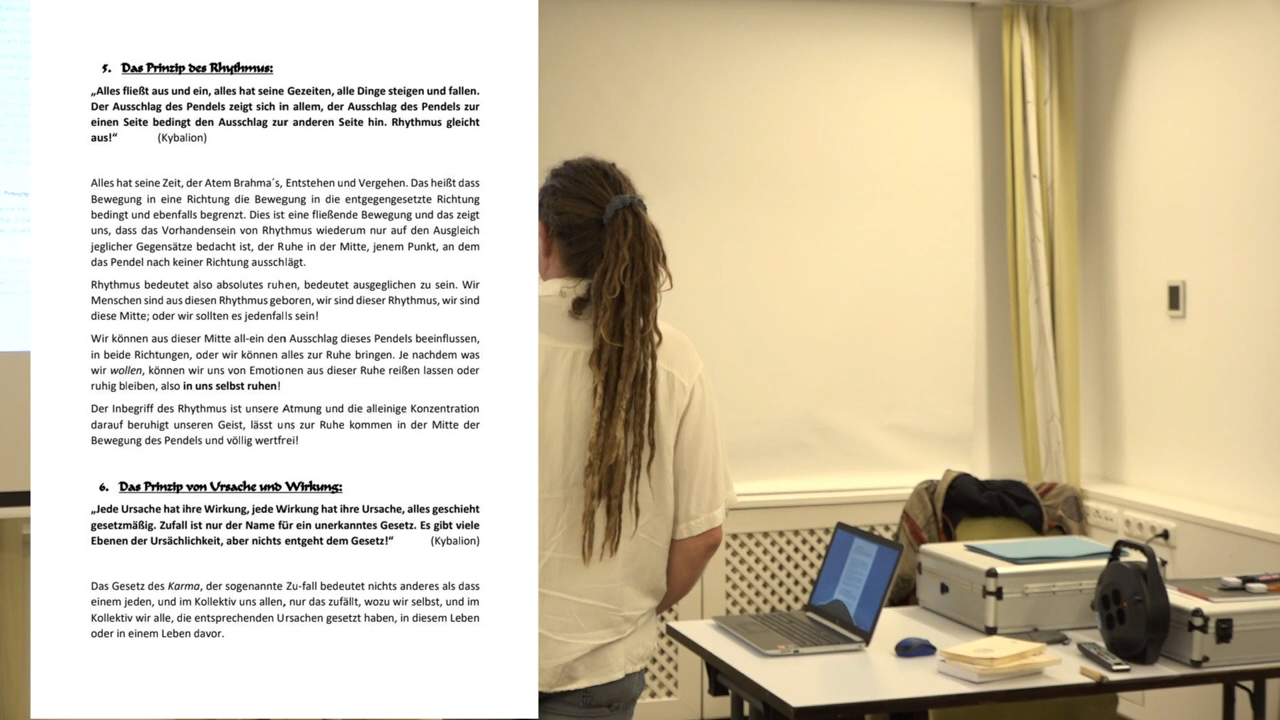 5. Das Prinzip des Rhythmus:
„Alles fließt aus und ein, alles hat seine Gezeiten, alle Dinge steigen und fallen.
Der Ausschlag des Pendels zeigt sich in allem, der Ausschlag des Pendels zur
einen Seite bedingt den Ausschlag zur anderen Seite hin. Rhythmus gleicht
aus!“ (Kybalion)
Alles hat seine Zeit, der Atem Brahma´s, Entstehen und Vergehen. Das heißt dass
Bewegung in eine Richtung die Bewegung in die entgegengesetzte Richtung
bedingt und ebenfalls begrenzt. Dies ist eine fließende Bewegung und das zeigt
uns, dass das Vorhandensein von Rhythmus wiederum nur auf den Ausgleich
jeglicher Gegensätze bedacht ist, der Ruhe in der Mitte, jenem Punkt, an dem
das Pendel nach keiner Richtung ausschlägt.
Rhythmus bedeutet also absolutes ruhen, bedeutet ausgeglichen zu sein. Wir
Menschen sind aus diesen Rhythmus geboren, wir sind dieser Rhythmus, wir sind
diese Mitte; oder wir sollten es jedenfalls sein!
Wir können aus dieser Mitte all-ein den Ausschlag dieses Pendels beeinflussen,
in beide Richtungen, oder wir können alles zur Ruhe bringen. Je nachdem was
wir wollen, können wir uns von Emotionen aus dieser Ruhe reißen lassen oder
ruhig bleiben, also in uns selbst ruhen!
Der Inbegriff des Rhythmus ist unsere Atmung und die alleinige Konzentration
darauf beruhigt unseren Geist, lässt uns zur Ruhe kommen in der Mitte der
Bewegung des Pendels und völlig wertfrei!
6. Das Prinzip von Ursache und Wirkung:
„Jede Ursache hat ihre Wirkung, jede Wirkung hat ihre Ursache, alles geschieht
gesetzmäßig. Zufall ist nur der Name für ein unerkanntes Gesetz. Es gibt viele
Ebenen der Ursächlichkeit, aber nichts entgeht dem Gesetz!“ (Kybalion)
Das Gesetz des Karma, der sogenannte Zu-fall bedeutet nichts anderes als dass
einem jeden, und im Kollektiv uns allen, nur das zufällt, wozu wir selbst, und im
Kollektiv wir alle, die entsprechenden Ursachen gesetzt haben, in diesem Leben
oder in einem Leben davor.